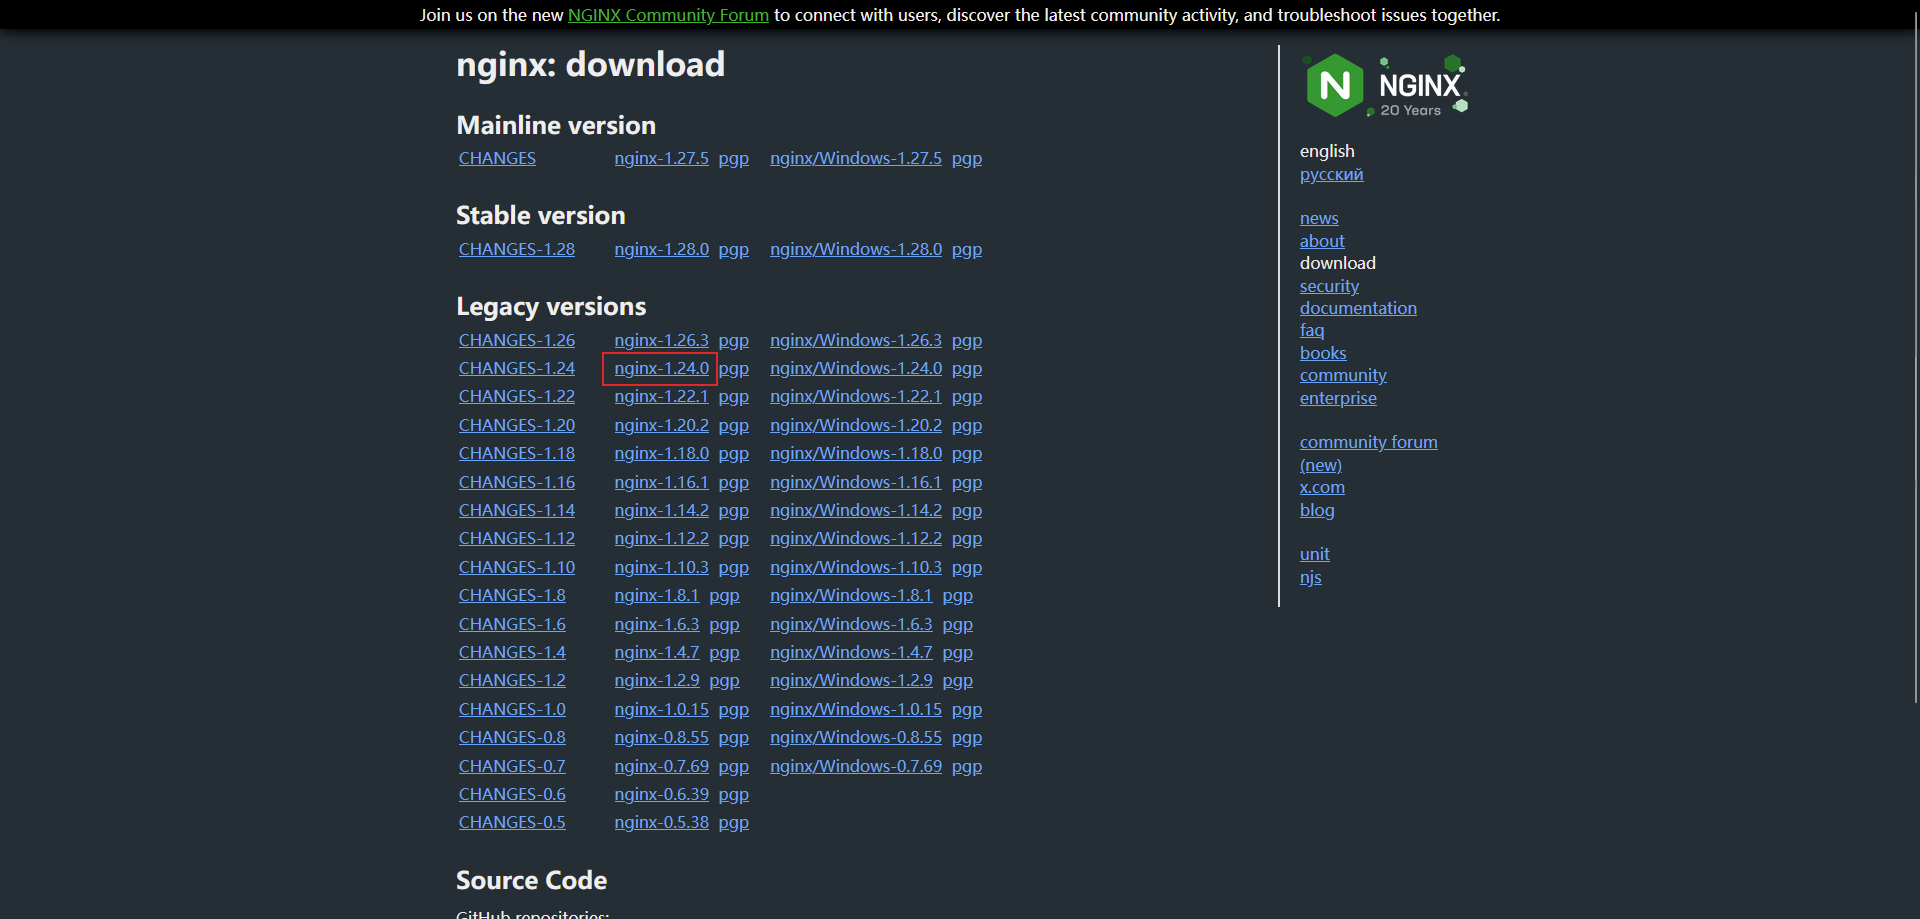 Join us on the new NGINX Community Forum to connect with users, discover the latest community activity, and troubleshoot issues together.
nginx: download
Mainline version
CHANGES nginx-1.27.5 pgp nginx/Windows-1.27.5 pgp
Stable version
CHANGES-1.28 nginx-1.28.0 pgp nginx/Windows-1.28.0 pgp
Legacy versions
CHANGES-1.26 nginx-1.26.3 pgp nginx/Windows-1.26.3 pgp
CHANGES-1.24 nginx-1.24.0 pgp nginx/Windows-1.24.0 pgp
CHANGES-1.22 nginx-1.22.1 pgp nginx/Windows-1.22.1 pgp
CHANGES-1.20 nginx-1.20.2 pgp nginx/Windows-1.20.2 pgp
CHANGES-1.18 nginx-1.18.0 pgp nginx/Windows-1.18.0 pgp
CHANGES-1.16 nginx-1.16.1 pgp nginx/Windows-1.16.1 pgp
CHANGES-1.14 nginx-1.14.2 pgp nginx/Windows-1.14.2 pgp
CHANGES-1.12 nginx-1.12.2 pgp nginx/Windows-1.12.2 pgp
CHANGES-1.10 nginx-1.10.3 pgp nginx/Windows-1.10.3 pgp
CHANGES-1.8 nginx-1.8.1 pgp nginx/Windows-1.8.1 pgp
CHANGES-1.6 nginx-1.6.3 pgp nginx/Windows-1.6.3 pgp
CHANGES-1.4 nginx-1.4.7 pgp nginx/Windows-1.4.7 pgp
CHANGES-1.2 nginx-1.2.9 pgp nginx/Windows-1.2.9 pgp
CHANGES-1.0 nginx-1.0.15 pgp nginx/Windows-1.0.15 pgp
CHANGES-0.8 nginx-0.8.55 pgp nginx/Windows-0.8.55 pgp
CHANGES-0.7 nginx-0.7.69 pgp nginx/Windows-0.7.69 pgp
CHANGES-0.6 nginx-0.6.39 pgp
CHANGES-0.5 nginx-0.5.38 pgp
Source Code
GitHub repositories:
N NGINX
20 Years
english
русский
news
about
download
security
documentation
faq
books
community
enterprise
community forum
(new)
x.com
blog
unit
njs